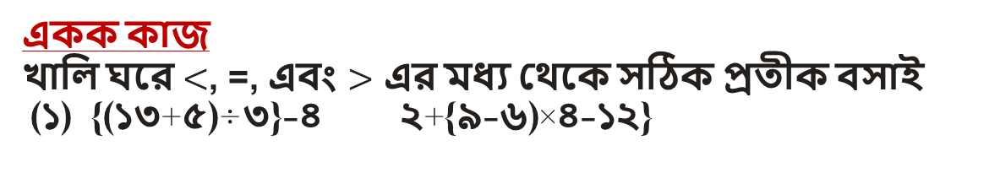 একক কাজ
খালি ঘরে <, =, এবং > এর মধ্য থেকে সঠিক প্রতীক বসাই
(১) {(১৩+৫)÷৩}-৪ ২+{৯-৬)×৪-১২}